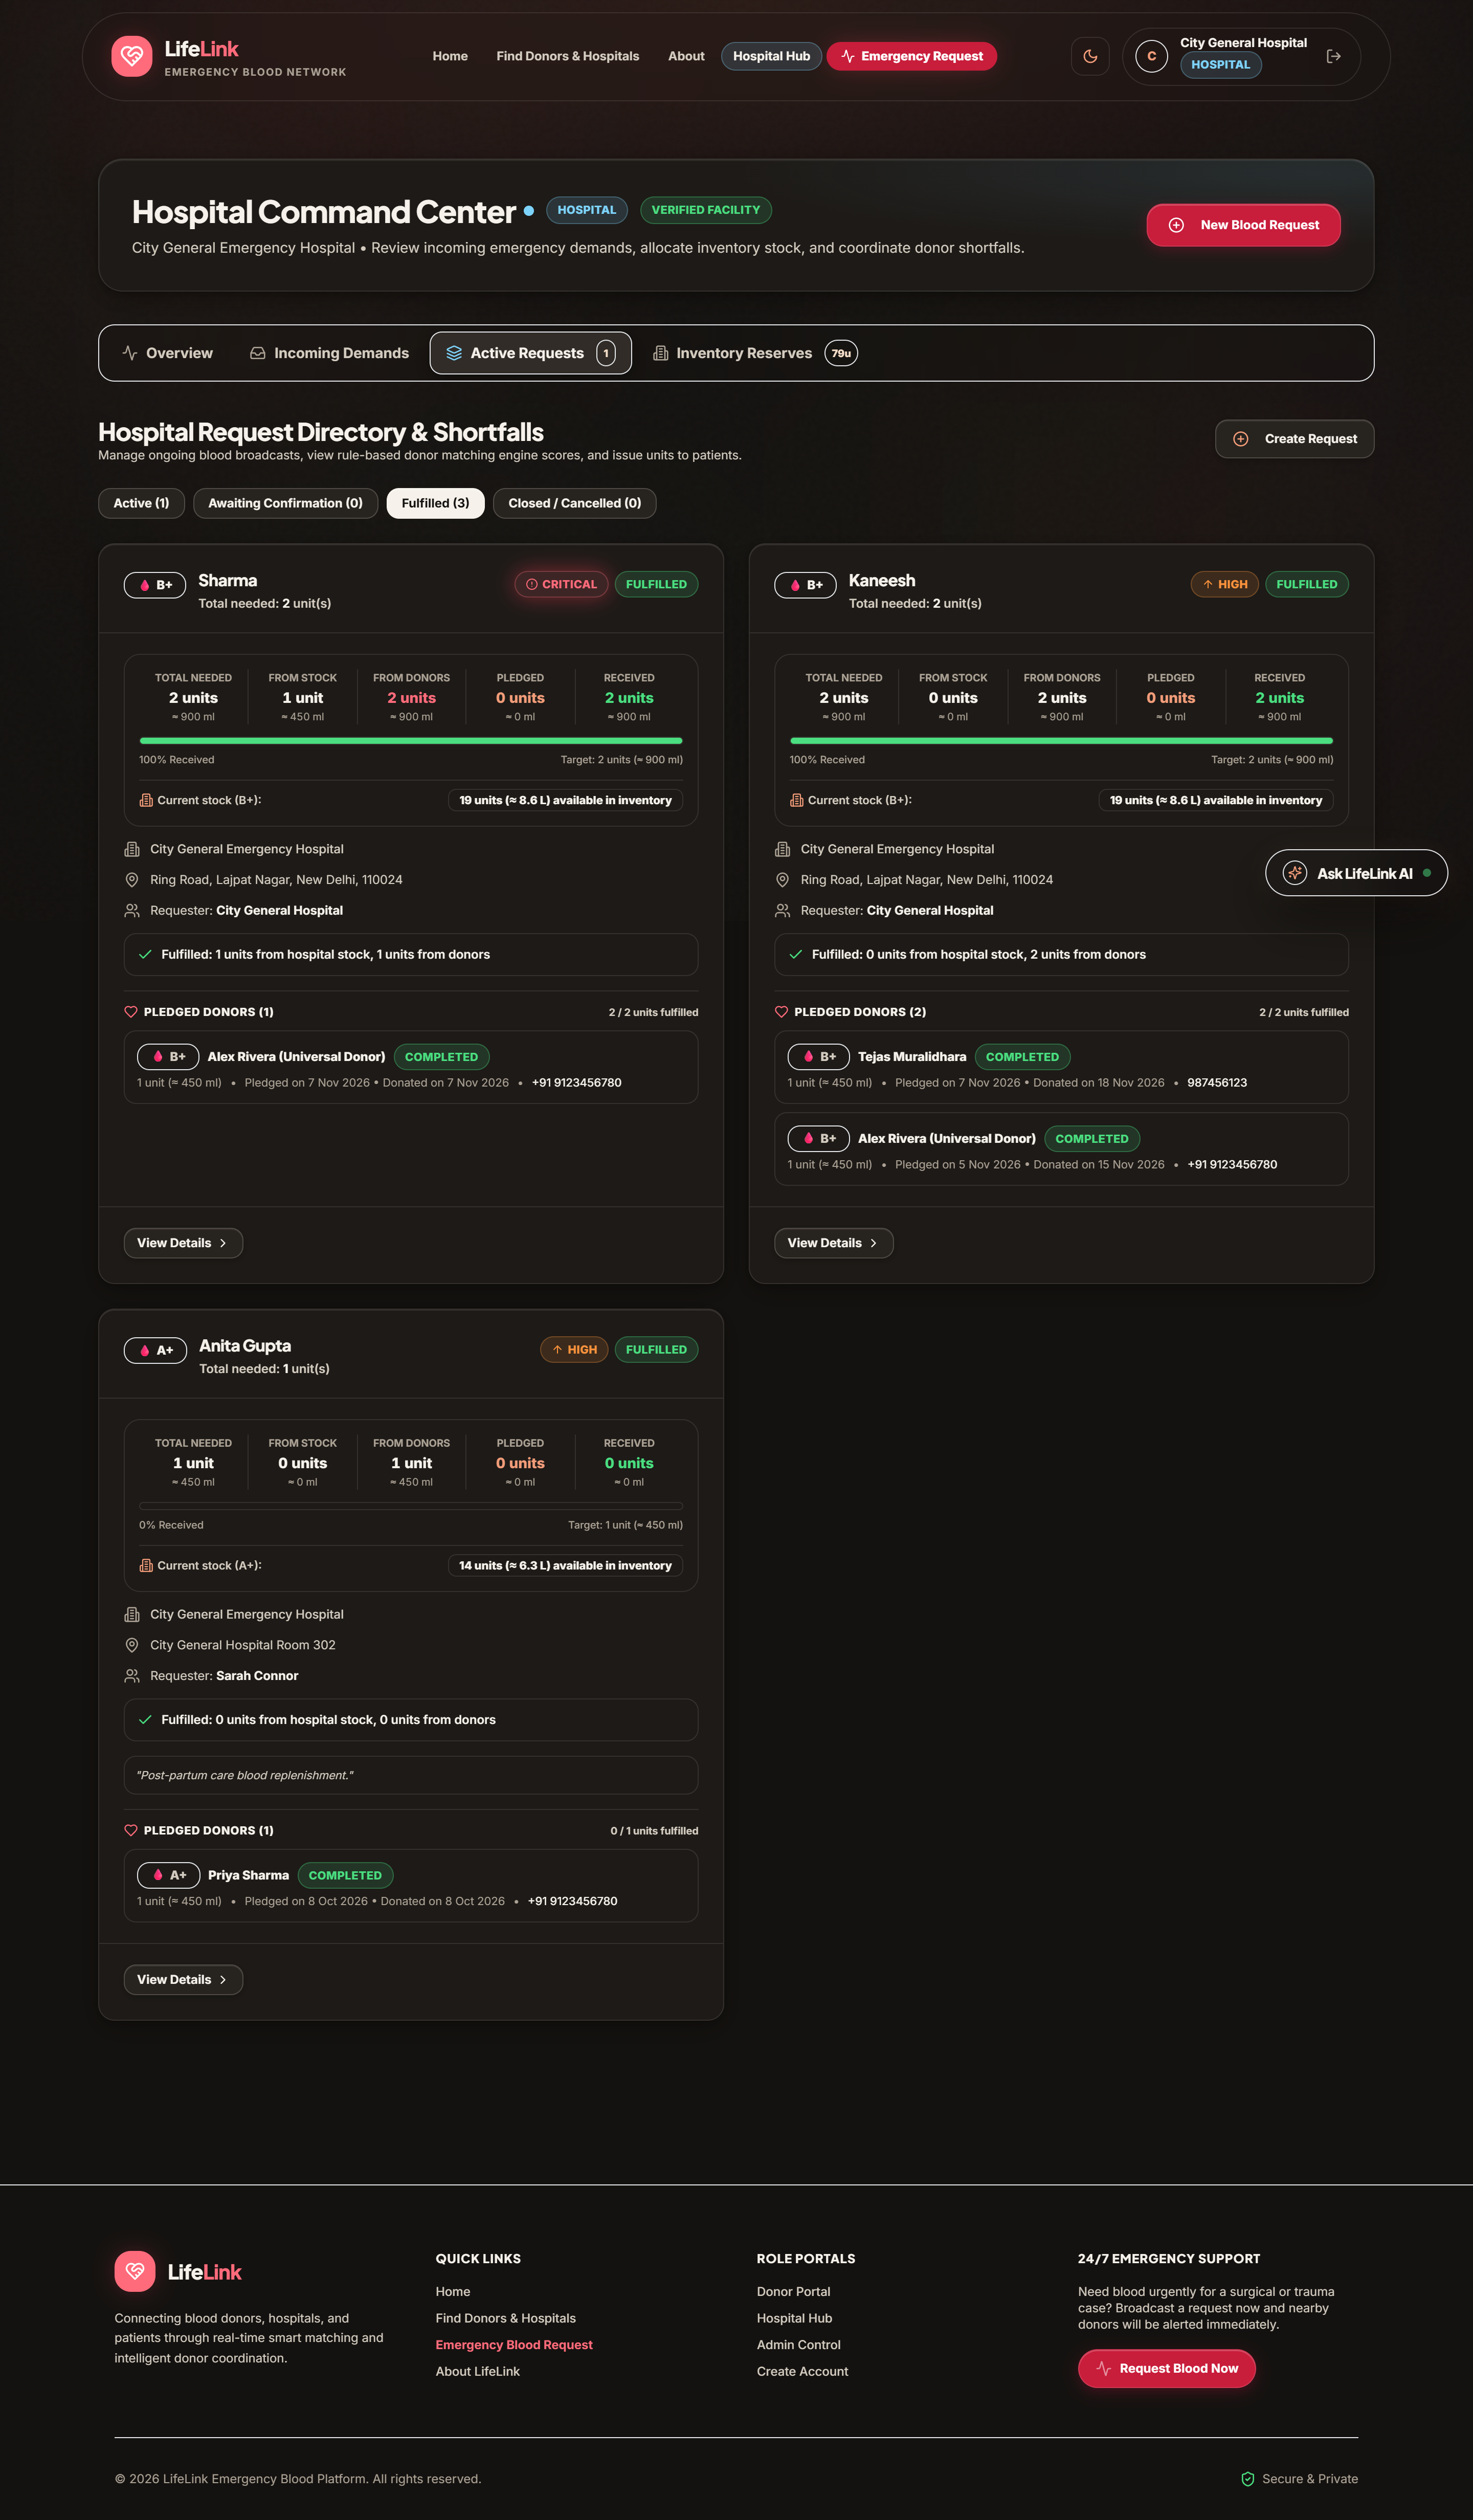 LifeLink
EMERGENCY BLOOD NETWORK
Home
Find Donors & Hospitals
About
Hospital Hub
Emergency Request
C
City General Hospital
HOSPITAL
Hospital Command Center
HOSPITAL
VERIFIED FACILITY
City General Emergency Hospital • Review incoming emergency demands, allocate inventory stock, and coordinate donor shortfalls.
New Blood Request
Overview
Incoming Demands
Active Requests 1
Inventory Reserves 79u
Hospital Request Directory & Shortfalls
Manage ongoing blood broadcasts, view rule-based donor matching engine scores, and issue units to patients.
Create Request
Active (1)
Awaiting Confirmation (0)
Fulfilled (3)
Closed / Cancelled (0)
B+
Sharma
Total needed: 2 unit(s)
CRITICAL
FULFILLED
TOTAL NEEDED
2 units
≈ 900 ml
FROM STOCK
1 unit
≈ 450 ml
FROM DONORS
2 units
≈ 900 ml
PLEDGED
0 units
≈ 0 ml
RECEIVED
2 units
≈ 900 ml
100% Received
Target: 2 units (≈ 900 ml)
Current stock (B+):
19 units (≈ 8.6 L) available in inventory
City General Emergency Hospital
Ring Road, Lajpat Nagar, New Delhi, 110024
Requester: City General Hospital
Fulfilled: 1 units from hospital stock, 1 units from donors
PLEDGED DONORS (1)
2 / 2 units fulfilled
B+
Alex Rivera (Universal Donor)
COMPLETED
1 unit (≈ 450 ml) • Pledged on 7 Nov 2026 • Donated on 7 Nov 2026 • +91 9123456780
View Details
B+
Kaneesh
Total needed: 2 unit(s)
HIGH
FULFILLED
TOTAL NEEDED
2 units
≈ 900 ml
FROM STOCK
0 units
≈ 0 ml
FROM DONORS
2 units
≈ 900 ml
PLEDGED
0 units
≈ 0 ml
RECEIVED
2 units
≈ 900 ml
100% Received
Target: 2 units (≈ 900 ml)
Current stock (B+):
19 units (≈ 8.6 L) available in inventory
City General Emergency Hospital
Ring Road, Lajpat Nagar, New Delhi, 110024
Requester: City General Hospital
Ask LifeLink AI
Fulfilled: 0 units from hospital stock, 2 units from donors
PLEDGED DONORS (2)
2 / 2 units fulfilled
B+
Tejas Muralidhara
COMPLETED
1 unit (≈ 450 ml) • Pledged on 7 Nov 2026 • Donated on 18 Nov 2026 • 987456123
B+
Alex Rivera (Universal Donor)
COMPLETED
1 unit (≈ 450 ml) • Pledged on 5 Nov 2026 • Donated on 15 Nov 2026 • +91 9123456780
View Details
A+
Anita Gupta
Total needed: 1 unit(s)
HIGH
FULFILLED
TOTAL NEEDED
1 unit
≈ 450 ml
FROM STOCK
0 units
≈ 0 ml
FROM DONORS
1 unit
≈ 450 ml
PLEDGED
0 units
≈ 0 ml
RECEIVED
0 units
≈ 0 ml
0% Received
Target: 1 unit (≈ 450 ml)
Current stock (A+):
14 units (≈ 6.3 L) available in inventory
City General Emergency Hospital
City General Hospital Room 302
Requester: Sarah Connor
Fulfilled: 0 units from hospital stock, 0 units from donors
"Post-partum care blood replenishment."
PLEDGED DONORS (1)
0 / 1 units fulfilled
A+
Priya Sharma
COMPLETED
1 unit (≈ 450 ml) • Pledged on 8 Oct 2026 • Donated on 8 Oct 2026 • +91 9123456780
View Details
LifeLink
Connecting blood donors, hospitals, and
patients through real-time smart matching and
intelligent donor coordination.
QUICK LINKS
Home
Find Donors & Hospitals
Emergency Blood Request
About LifeLink
ROLE PORTALS
Donor Portal
Hospital Hub
Admin Control
Create Account
24/7 EMERGENCY SUPPORT
Need blood urgently for a surgical or trauma
case? Broadcast a request now and nearby
donors will be alerted immediately.
Request Blood Now
© 2026 LifeLink Emergency Blood Platform. All rights reserved.
Secure & Private